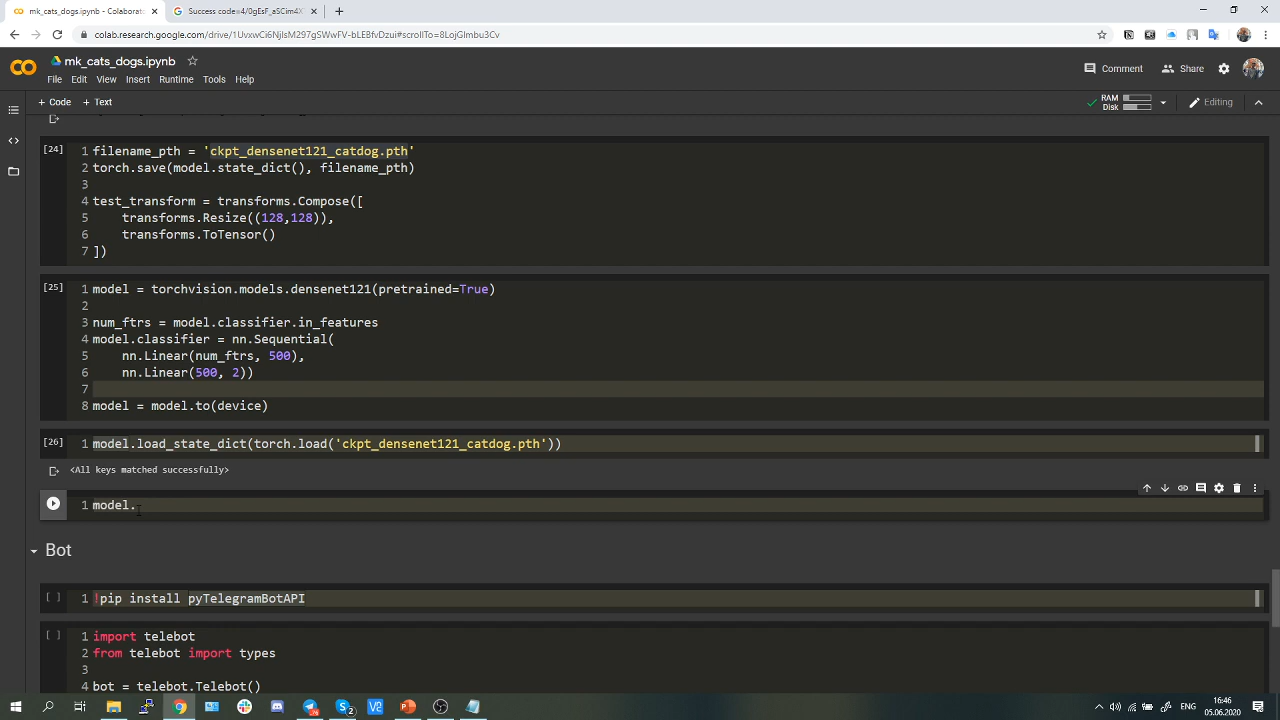 mk_cats_dogs.ipynb - Colaborato
Success code=4/0gEsF_aSCim4X
colab.research.google.com/drive/1UvxwCi6NjIsM297gSWwFV-bLEBfvDzui#scrollTo=8LojGImbu3Cv
mk_cats_dogs.ipynb
File Edit View Insert Runtime Tools Help
Comment Share
+ Code + Text
RAM
Disk
Editing
[24]
1 filename_pth = 'ckpt_densenet121_catdog.pth'
2 torch.save(model.state_dict(), filename_pth)
3
4 test_transform = transforms.Compose([
5 transforms.Resize((128,128)),
6 transforms.ToTensor()
7 ])
[25]
1 model = torchvision.models.densenet121(pretrained=True)
2
3 num_ftrs = model.classifier.in_features
4 model.classifier = nn.Sequential(
5 nn.Linear(num_ftrs, 500),
6 nn.Linear(500, 2))
7
8 model = model.to(device)
[26]
1 model.load_state_dict(torch.load('ckpt_densenet121_catdog.pth'))
<All keys matched successfully>
1 model.
Bot
[ ]
1 !pip install pyTelegramBotAPI
[ ]
1 import telebot
2 from telebot import types
3
4 bot = telebot.Telebot()
16:46
05.06.2020